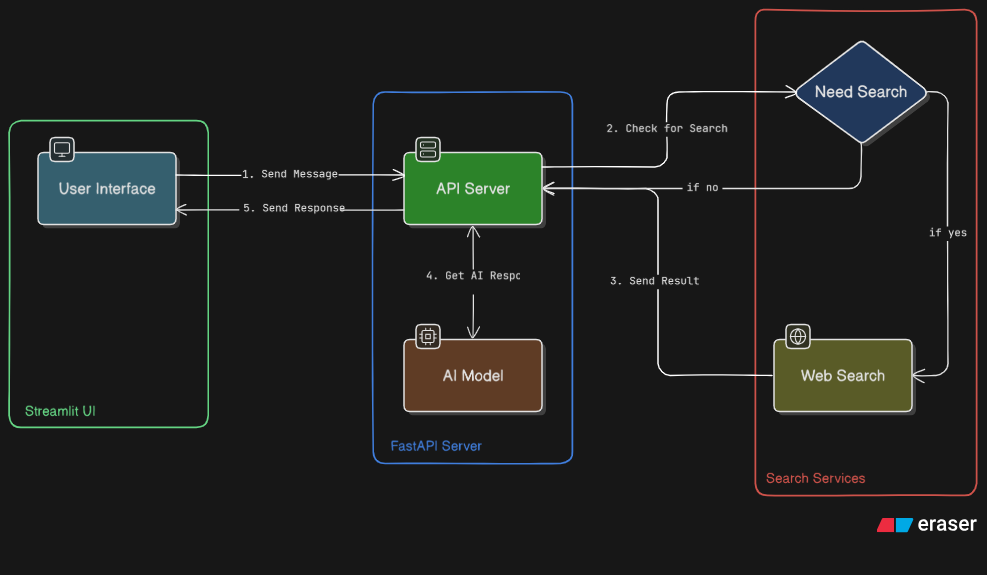 Need Search
2. Check for Search
User Interface
1. Send Message
API Server
if no
5. Send Response
if yes
4. Get AI Respc
3. Send Result
AI Model
Web Search
Streamlit UI
FastAPI Server
Search Services
eraser